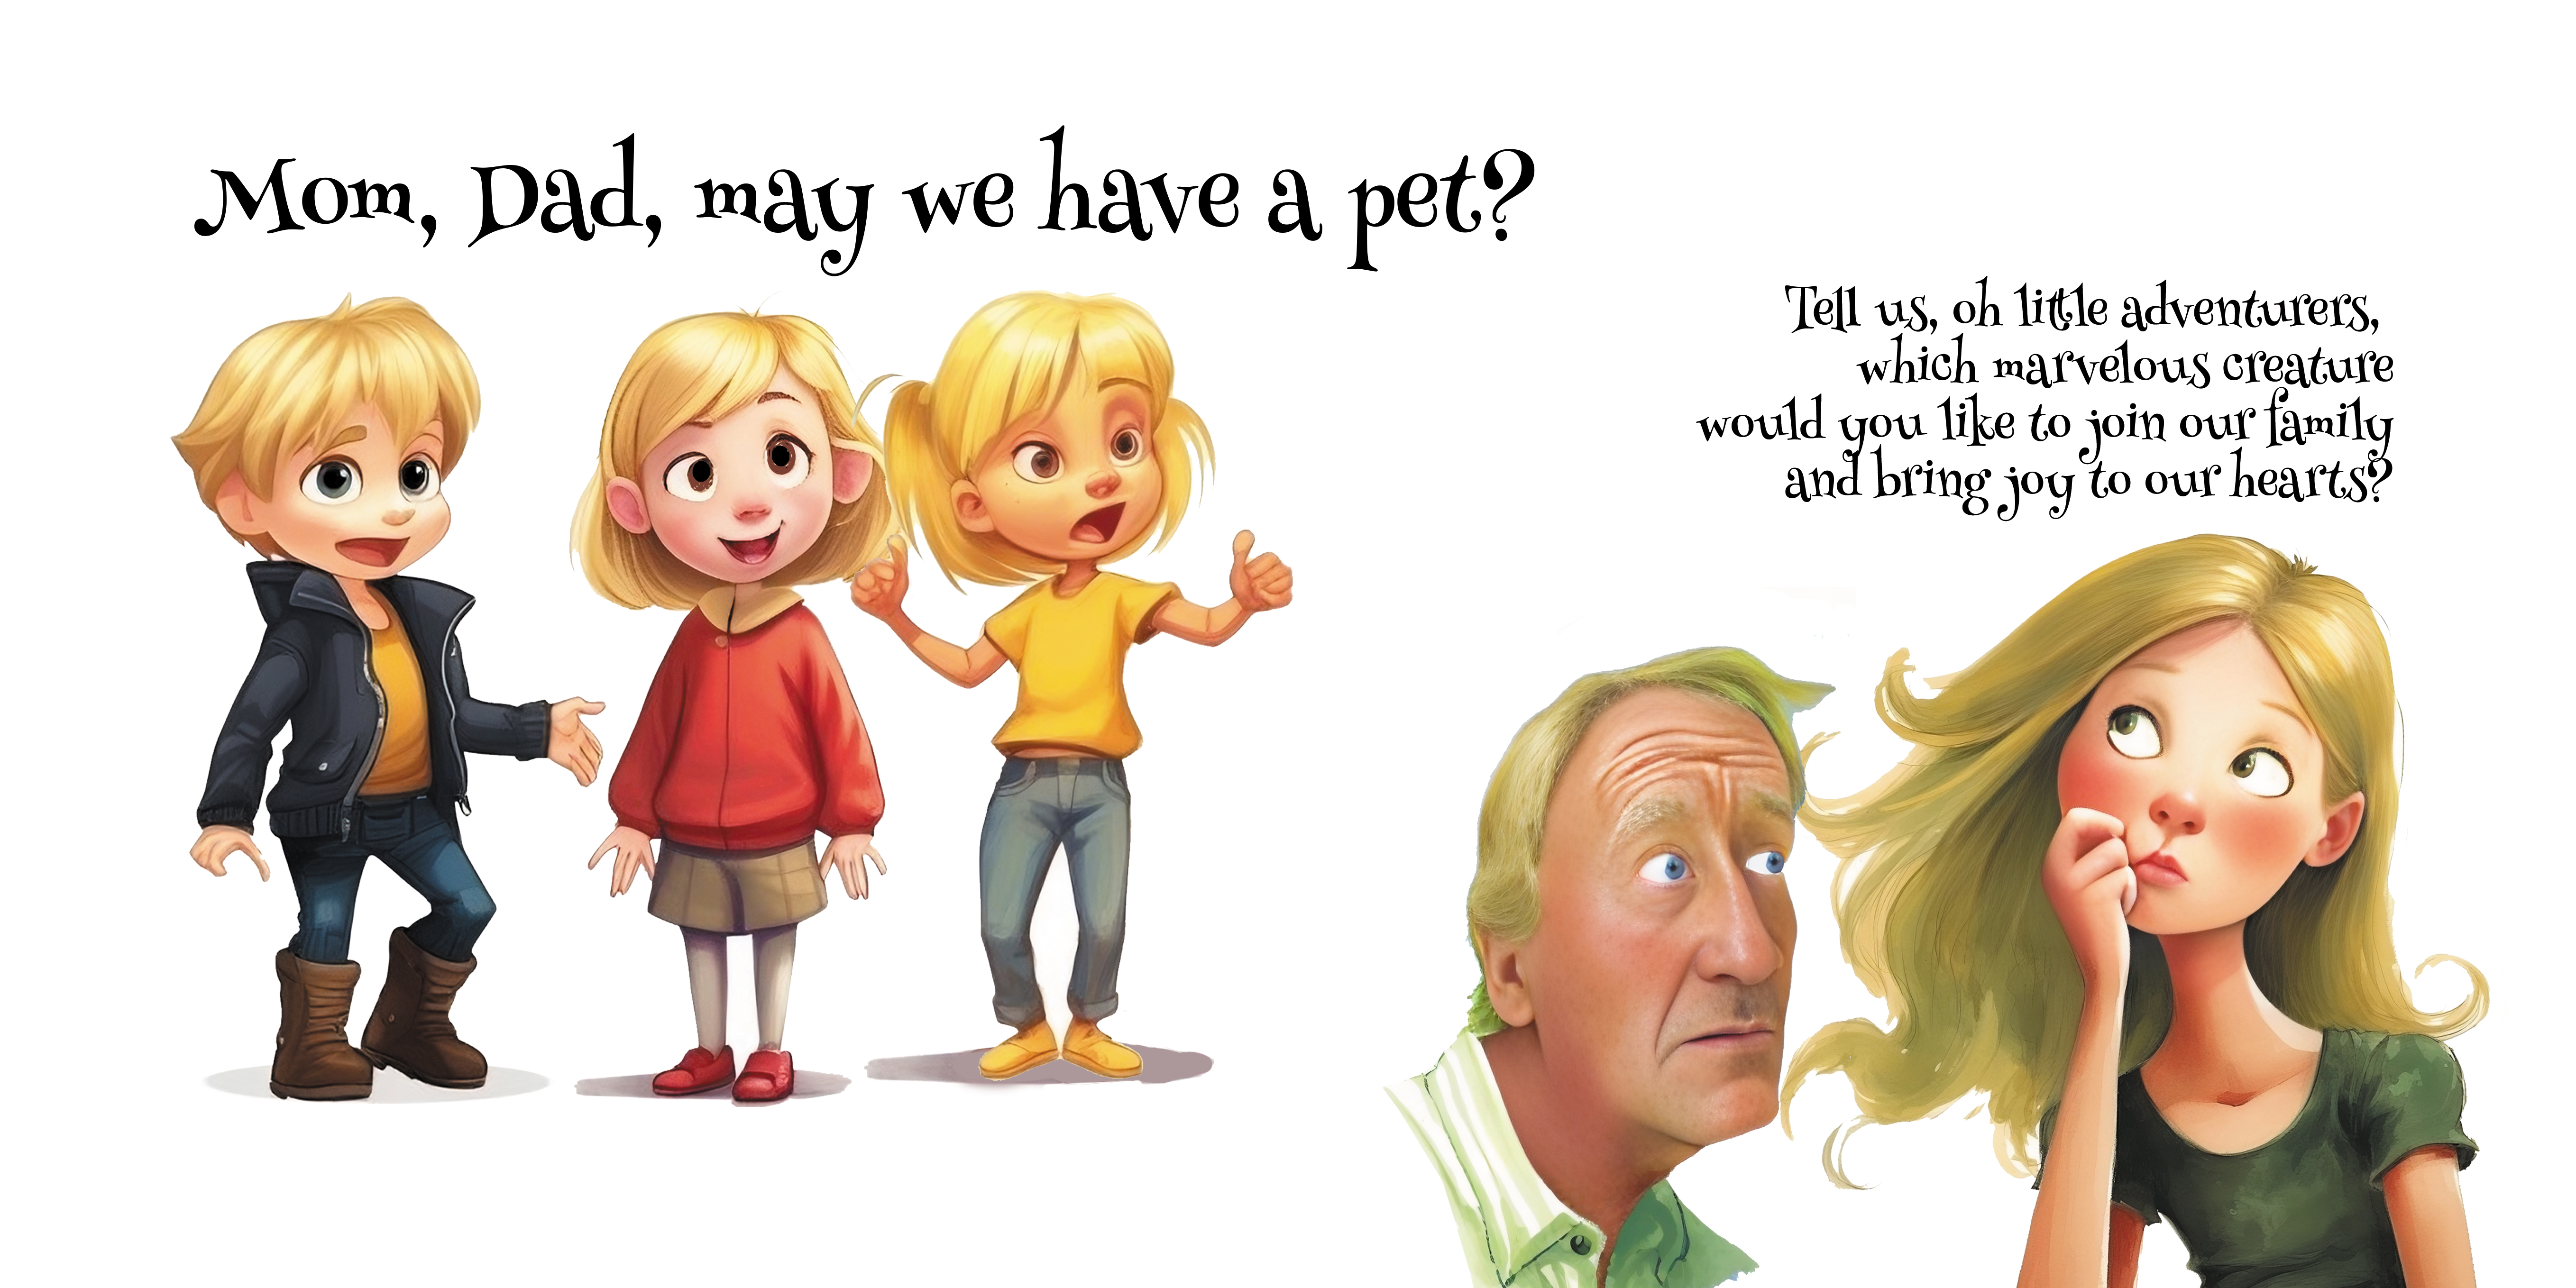 Mom, Dad, may we have a pet?
Tell us, oh little adventurers,
which marvelous creature
would you like to join our family
and bring joy to our hearts?